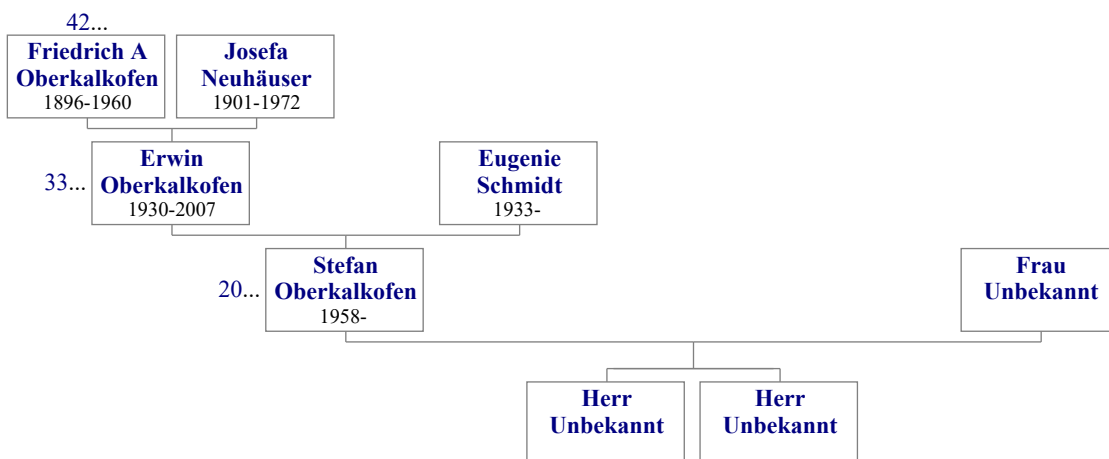 42...
Friedrich A
Oberkalkofen
1896-1960
Josefa
Neuhäuser
1901-1972
33...
Erwin
Oberkalkofen
1930-2007
Eugenie
Schmidt
1933-
20...
Stefan
Oberkalkofen
1958-
Frau
Unbekannt
Herr
Unbekannt
Herr
Unbekannt